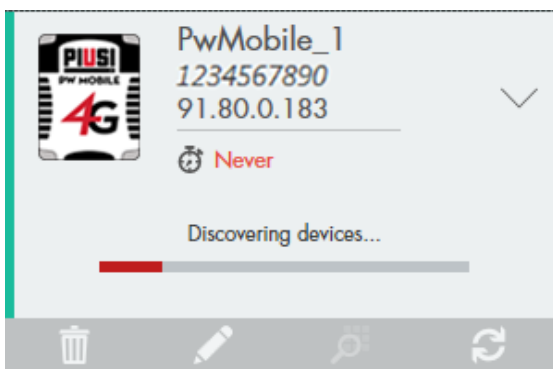 PIUSI
PW MOBILE
4G
PwMobile_1
1234567890
91.80.0.183
Never
Discovering devices...